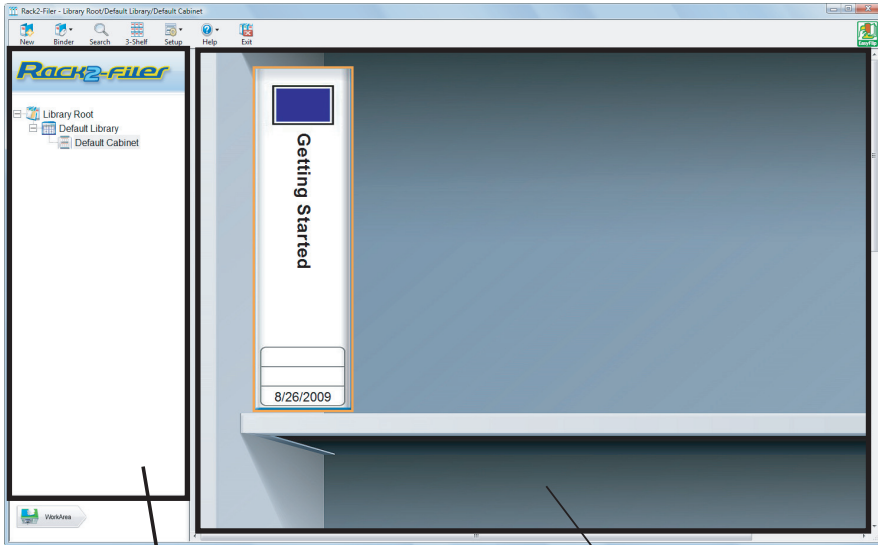 Rack2-Filer - Library Root/Default Library/Default Cabinet
New Binder Search 3-Shelf Setup Help Exit
EasyFlip
Rack2-Filer
Library Root
Default Library
Default Cabinet
Getting Started
8/26/2009
WorkArea